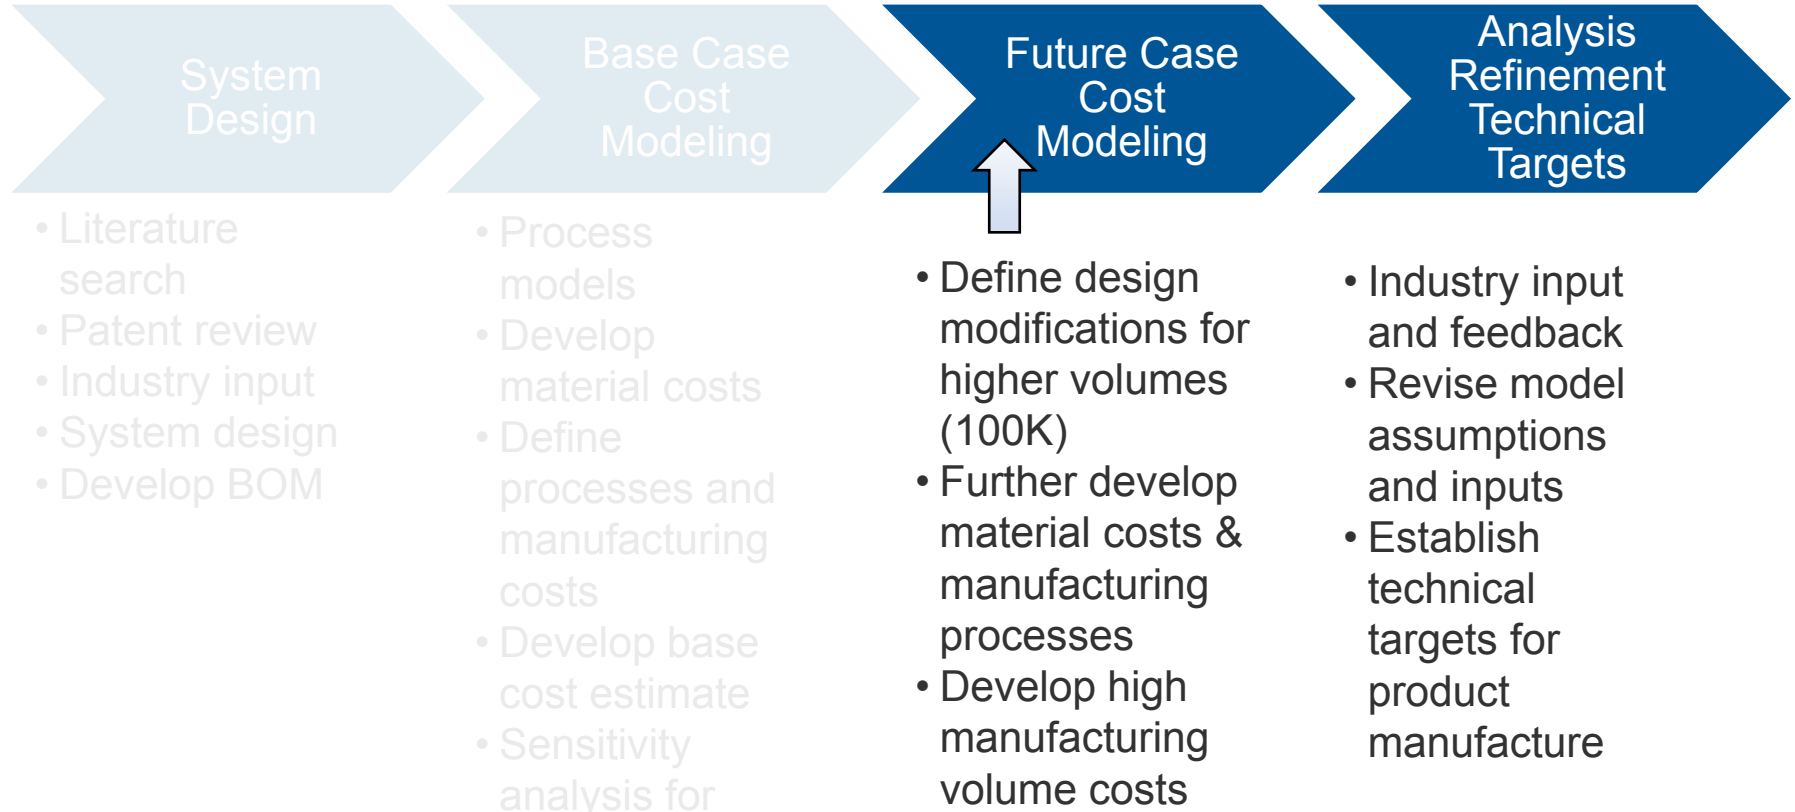 System
Design
Base Case
Cost
Modeling
Future Case
Cost
Modeling
Analysis
Refinement
Technical
Targets
• Literature
search
• Patent review
• Industry input
• System design
• Develop BOM
• Process
models
• Develop
material costs
• Define
processes and
manufacturing
costs
• Develop base
cost estimate
• Sensitivity
analysis for
• Define design
modifications for
higher volumes
(100K)
• Further develop
material costs &
manufacturing
processes
• Develop high
manufacturing
volume costs
• Industry input
and feedback
• Revise model
assumptions
and inputs
• Establish
technical
targets for
product
manufacture